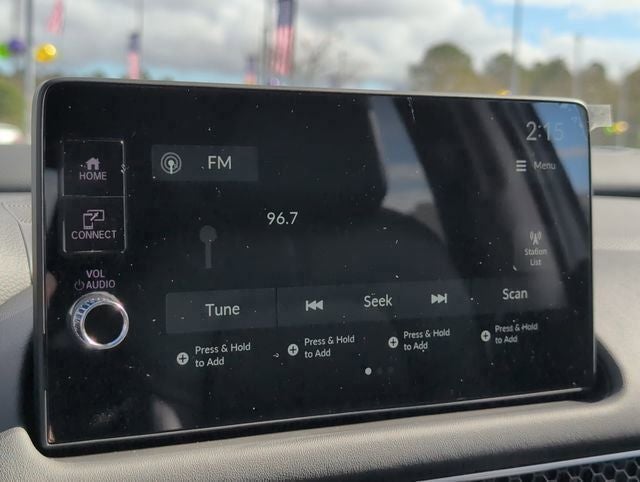 2:15
HOME
FM
Menu
CONNECT
96.7
Station
List
VOL
AUDIO
Tune
Seek
Scan
Press & Hold
to Add
Press & Hold
to Add
Press & Hold
to Add
Press & Hold
to Add